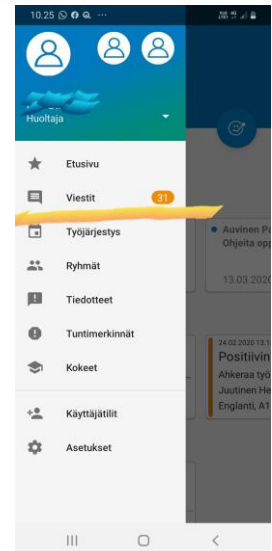 10.25
Huoltaja
Etusivu
Viestit 31
Työjärjestys
Ryhmät
Tiedotteet
Tuntimerkinnät
Kokeet
Käyttäjätilit
Asetukset
Auvinen Pa
Ohjeita opp
13.03.2020
24.02.2020 13.1
Positiivin
Ahkeraa työ
Juutinen He
Englanti, A1